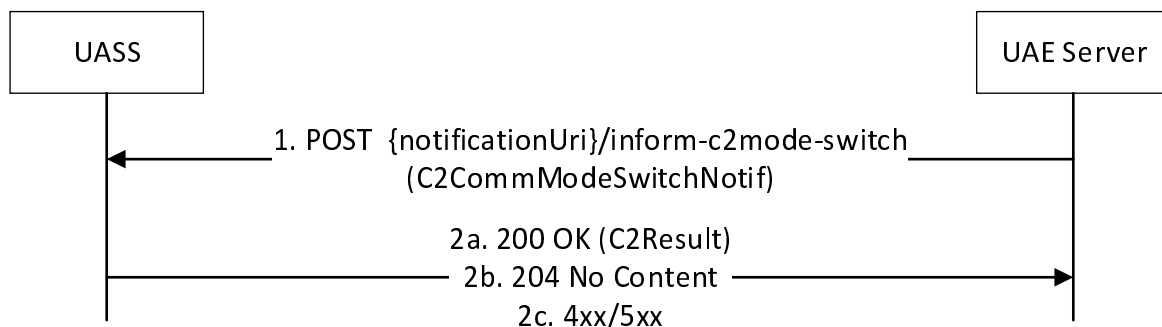 UASS
UAE Server
1. POST {notificationUri}/inform-c2mode-switch
(C2CommModeSwitchNotif)
2a. 200 OK (C2Result)
2b. 204 No Content
2c. 4xx/5xx